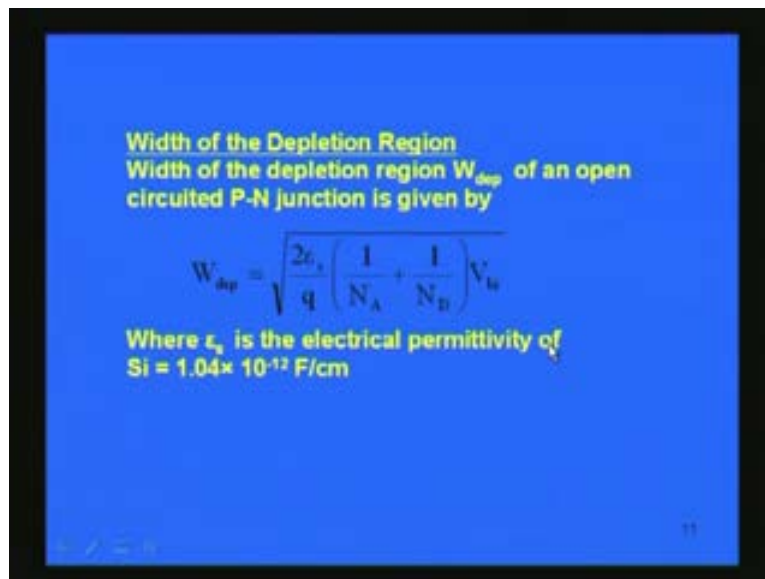 Width of the Depletion Region
Width of the depletion region W_dep of an open
circuited P-N junction is given by
W_dep = √(2ε_s/q (1/N_A + 1/N_D) V_bi)
Where ε_s is the electrical permittivity of
Si = 1.04× 10⁻¹² F/cm
11